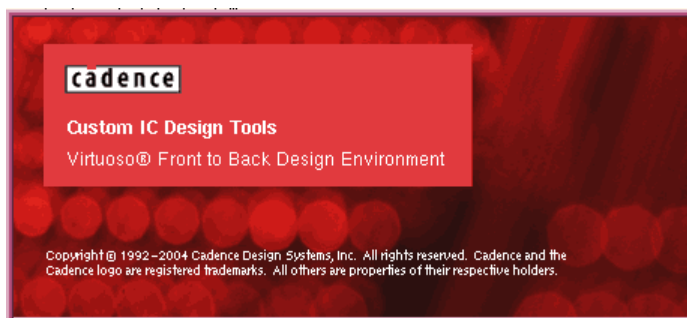 cādence
Custom IC Design Tools
Virtuoso® Front to Back Design Environment
Copyright © 1992-2004 Cadence Design Systems, Inc. All rights reserved. Cadence and the
Cadence logo are registered trademarks. All others are properties of their respective holders.